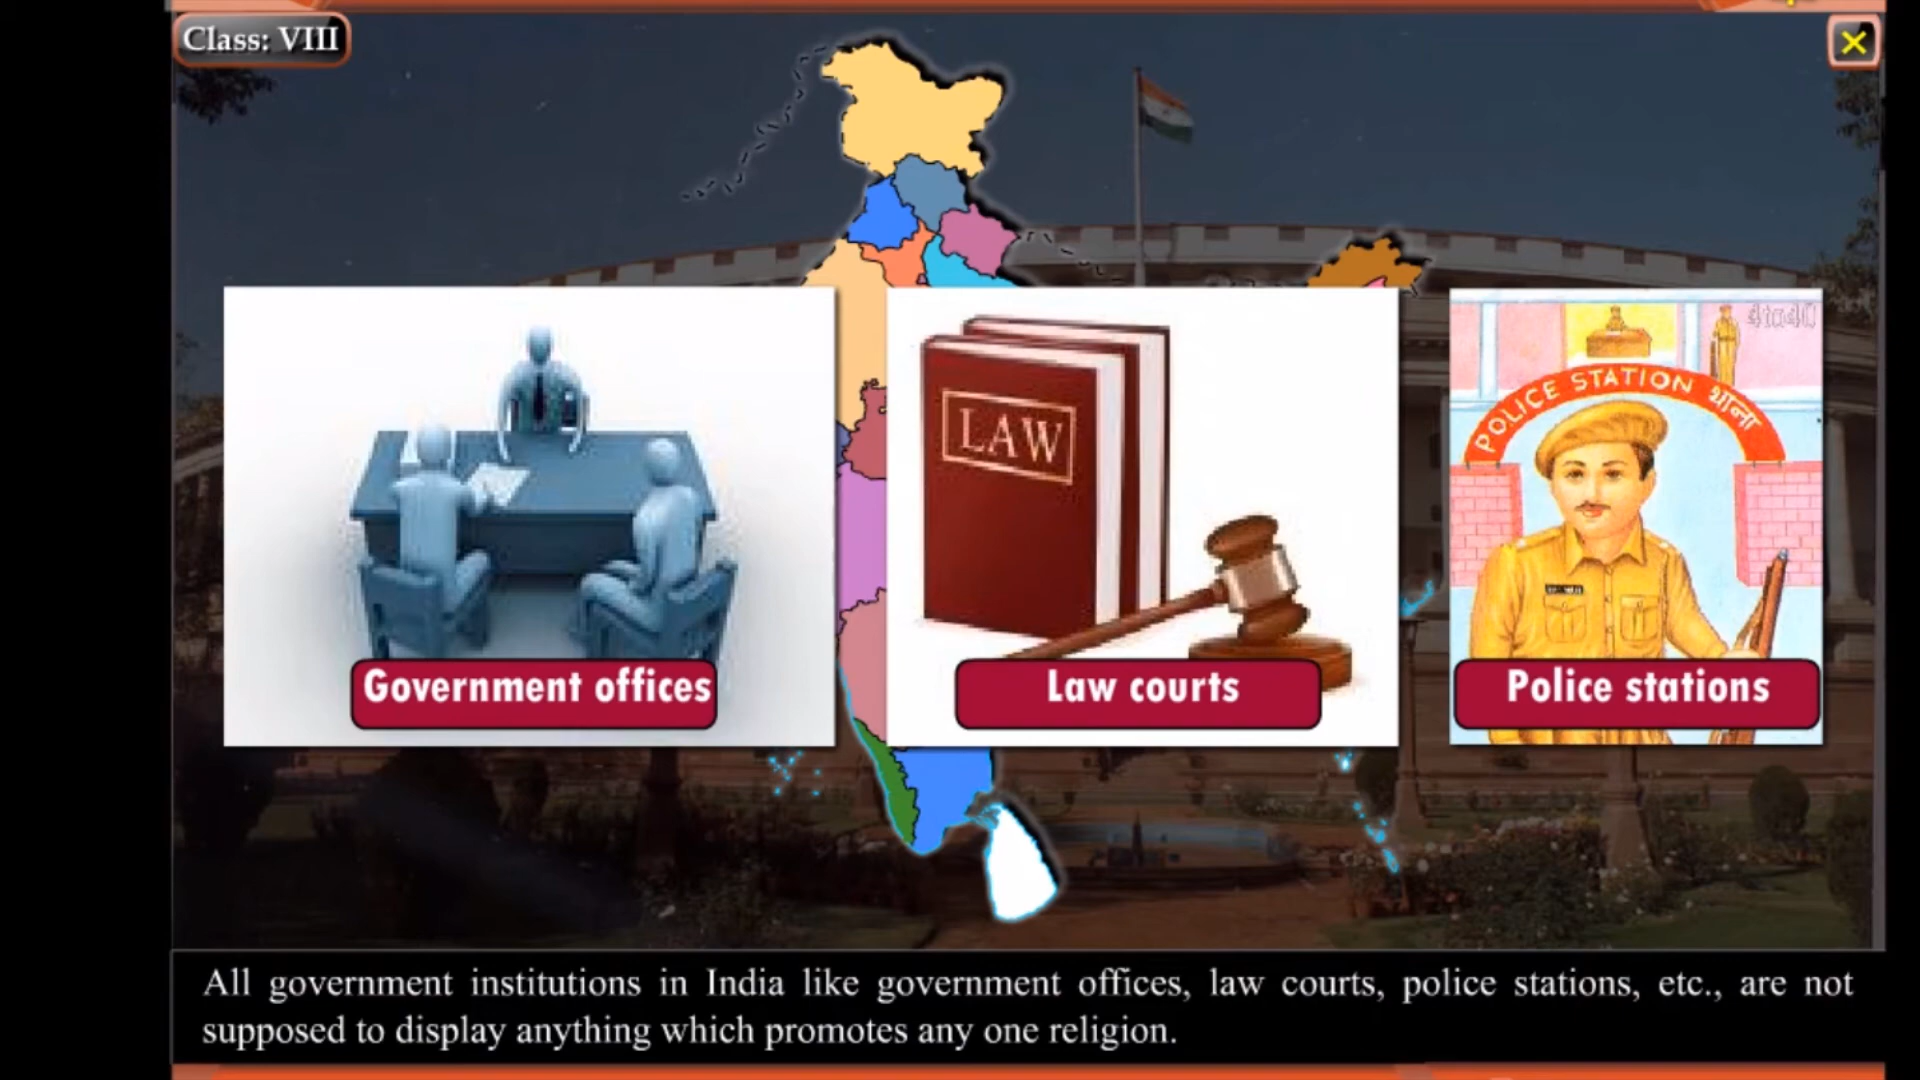 Class: VIII
LAW
POLICE STATION थाना
Government offices
Law courts
Police stations
All government institutions in India like government offices, law courts, police stations, etc., are not
supposed to display anything which promotes any one religion.